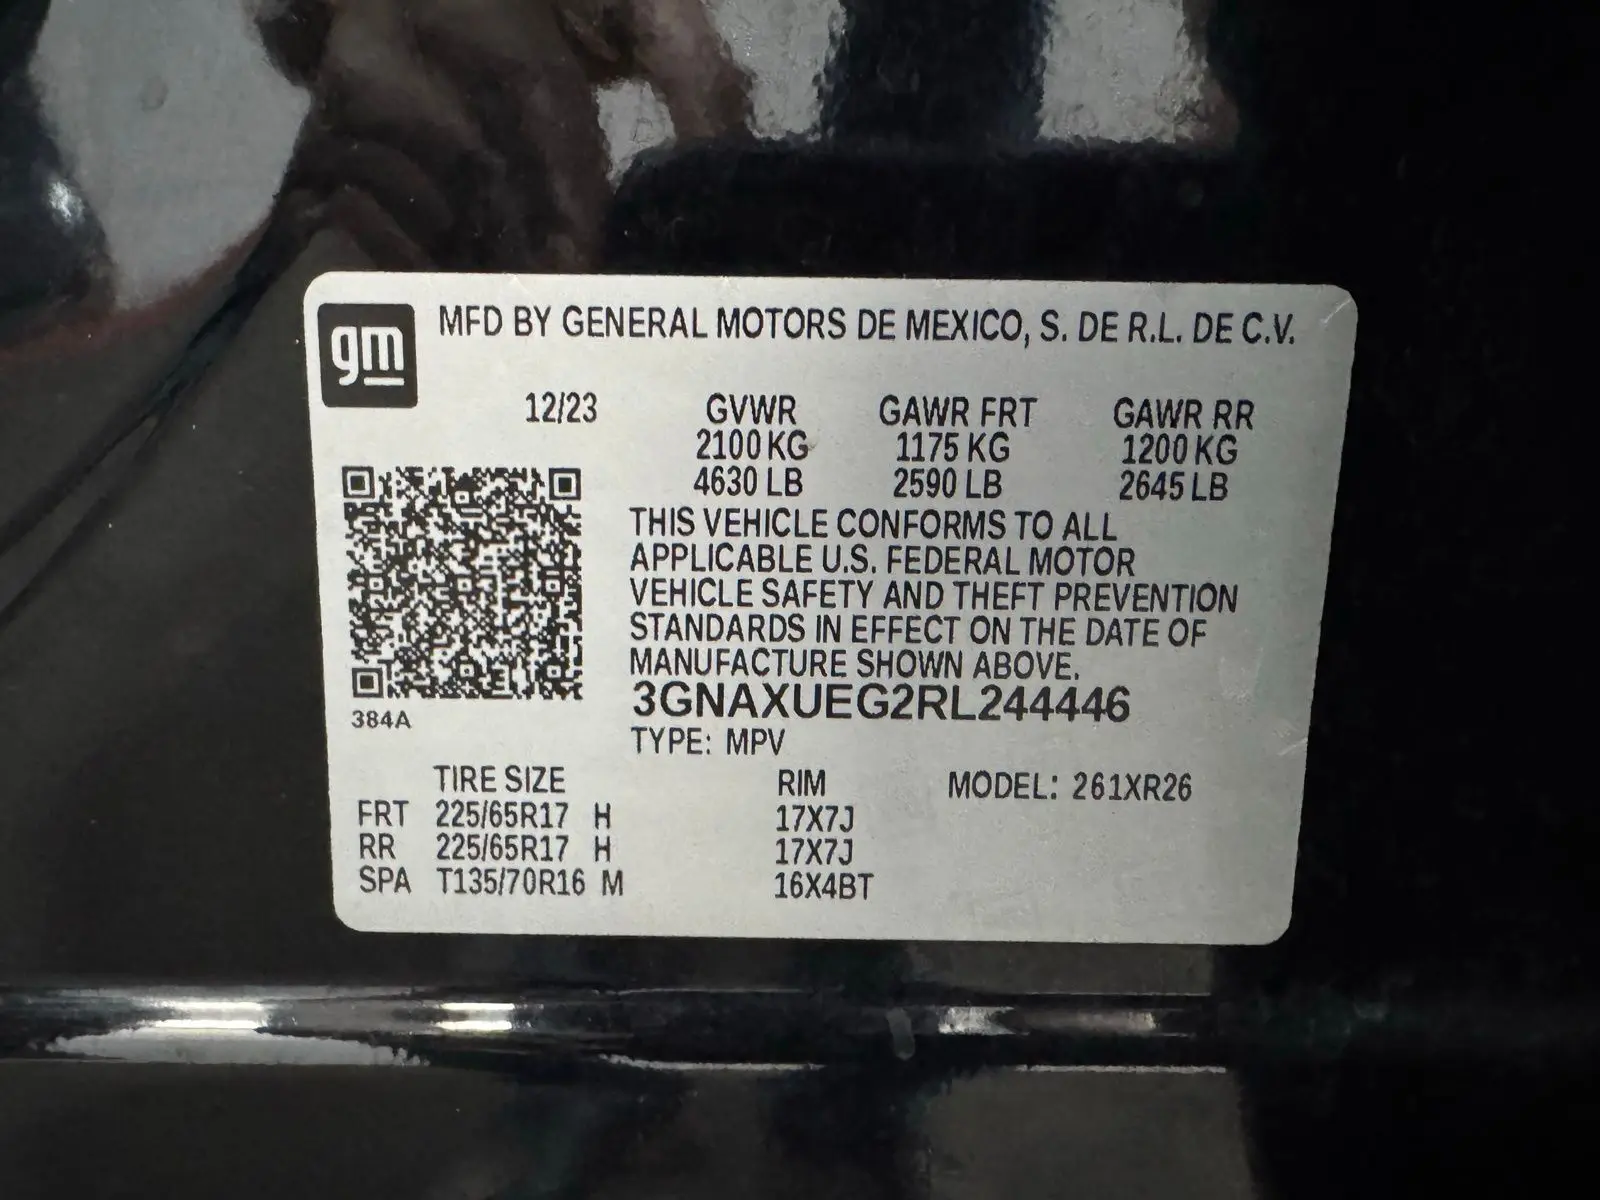 gm
MFD BY GENERAL MOTORS DE MEXICO, S. DE R.L. DE C.V.
12/23 GVWR GAWR FRT GAWR RR
2100 KG 1175 KG 1200 KG
4630 LB 2590 LB 2645 LB
THIS VEHICLE CONFORMS TO ALL
APPLICABLE U.S. FEDERAL MOTOR
VEHICLE SAFETY AND THEFT PREVENTION
STANDARDS IN EFFECT ON THE DATE OF
MANUFACTURE SHOWN ABOVE.
3GNAXUEG2RL244446
384A
TYPE: MPV
TIRE SIZE RIM MODEL: 261XR26
FRT 225/65R17 H 17X7J
RR 225/65R17 H 17X7J
SPA T135/70R16 M 16X4BT